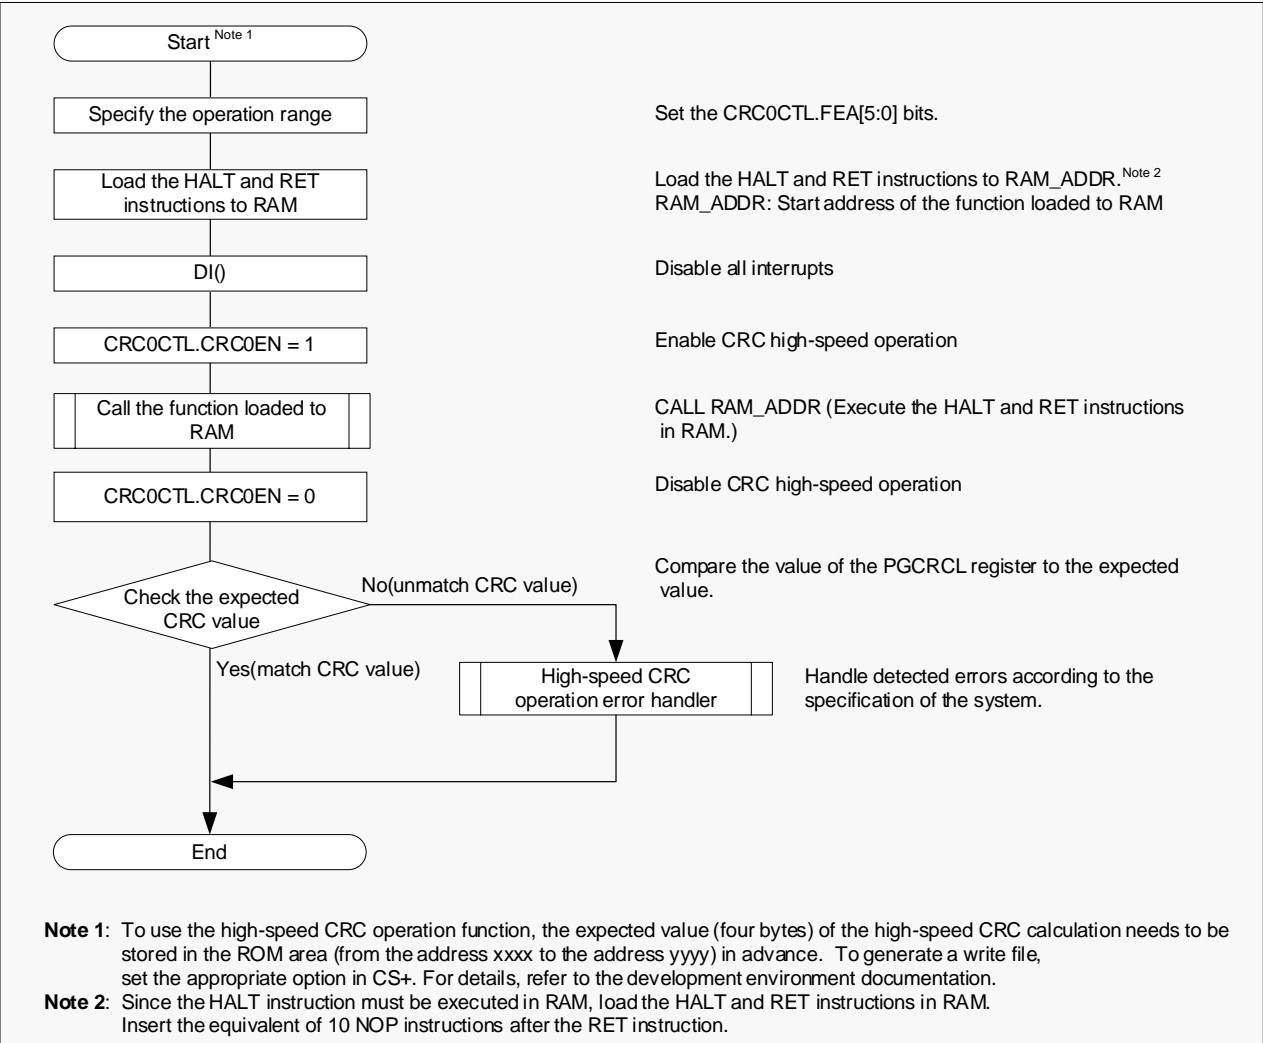 Start Note 1
Specify the operation range
Set the CRC0CTL.FEA[5:0] bits.
Load the HALT and RET
instructions to RAM
Load the HALT and RET instructions to RAM_ADDR.Note 2
RAM_ADDR: Start address of the function loaded to RAM
DI()
Disable all interrupts
CRC0CTL.CRC0EN = 1
Enable CRC high-speed operation
Call the function loaded to
RAM
CALL RAM_ADDR (Execute the HALT and RET instructions
in RAM.)
CRC0CTL.CRC0EN = 0
Disable CRC high-speed operation
Check the expected
CRC value
No(unmatch CRC value)
Compare the value of the PGCRCL register to the expected
value.
Yes(match CRC value)
High-speed CRC
operation error handler
Handle detected errors according to the
specification of the system.
End
Note 1: To use the high-speed CRC operation function, the expected value (four bytes) of the high-speed CRC calculation needs to be
stored in the ROM area (from the address xxxx to the address yyyy) in advance. To generate a write file,
set the appropriate option in CS+. For details, refer to the development environment documentation.
Note 2: Since the HALT instruction must be executed in RAM, load the HALT and RET instructions in RAM.
Insert the equivalent of 10 NOP instructions after the RET instruction.